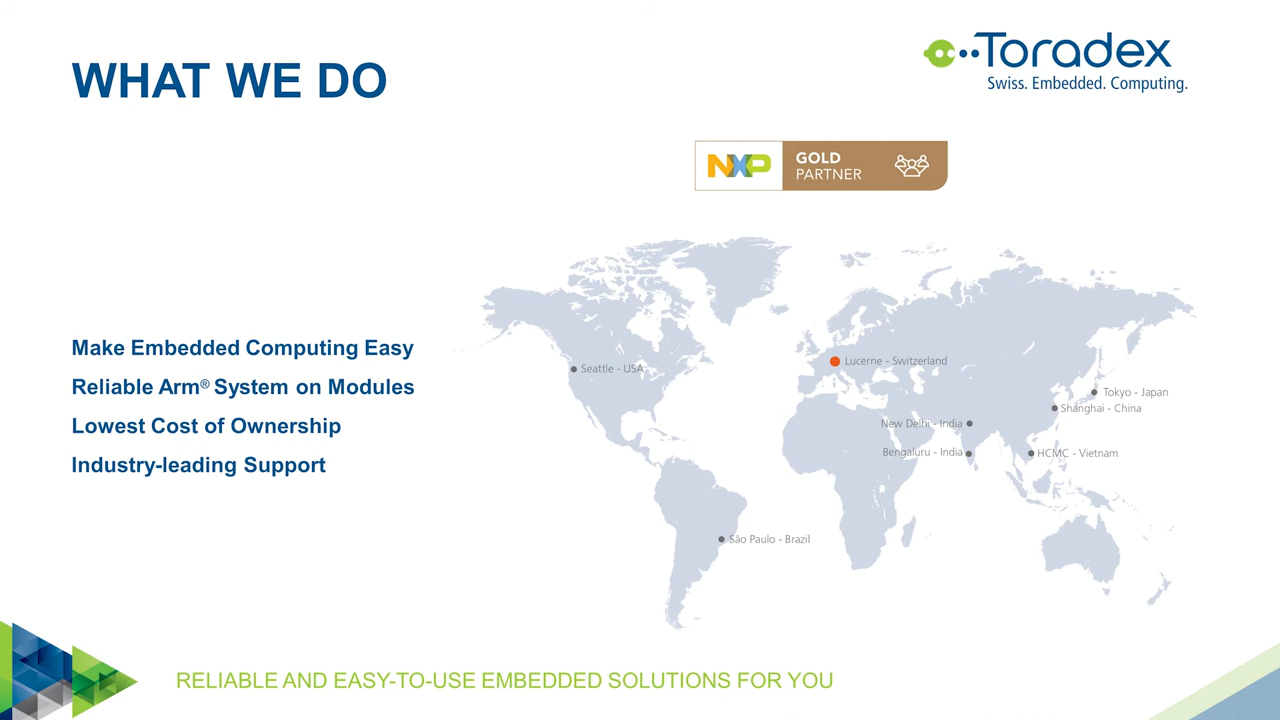 WHAT WE DO
Toradex
Swiss. Embedded. Computing.
NXP
GOLD
PARTNER
Make Embedded Computing Easy
Reliable Arm® System on Modules
Lowest Cost of Ownership
Industry-leading Support
Seattle - USA
Lucerne - Switzerland
Tokyo - Japan
Shanghai - China
New Delhi - India
Bengaluru - India
HCMC - Vietnam
São Paulo - Brazil
RELIABLE AND EASY-TO-USE EMBEDDED SOLUTIONS FOR YOU